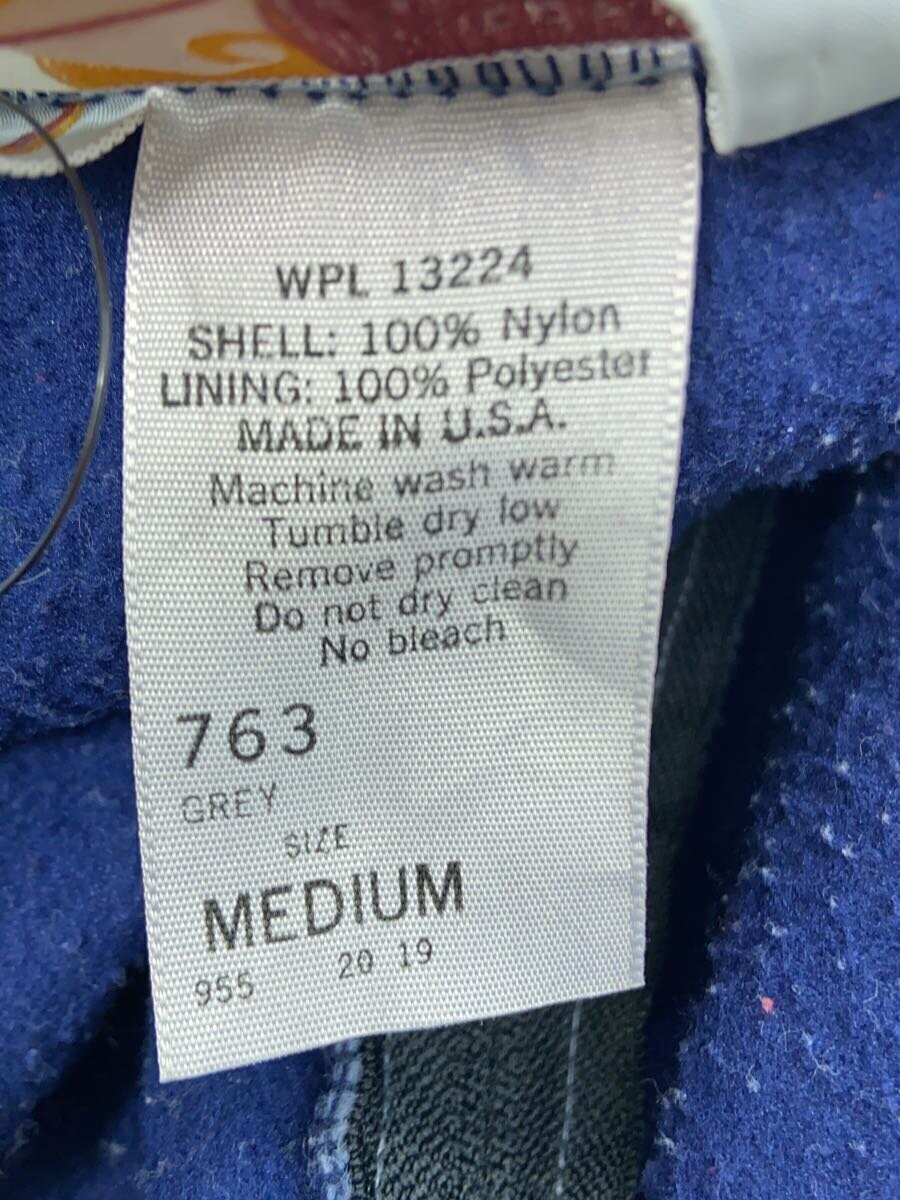 WPL 13224
SHELL: 100% Nylon
LINING: 100% Polyester
MADE IN U.S.A.
Machine wash warm
Tumble dry low
Remove promptly
Do not dry clean
No bleach
763
GREY
SIZE
MEDIUM
955 20 19